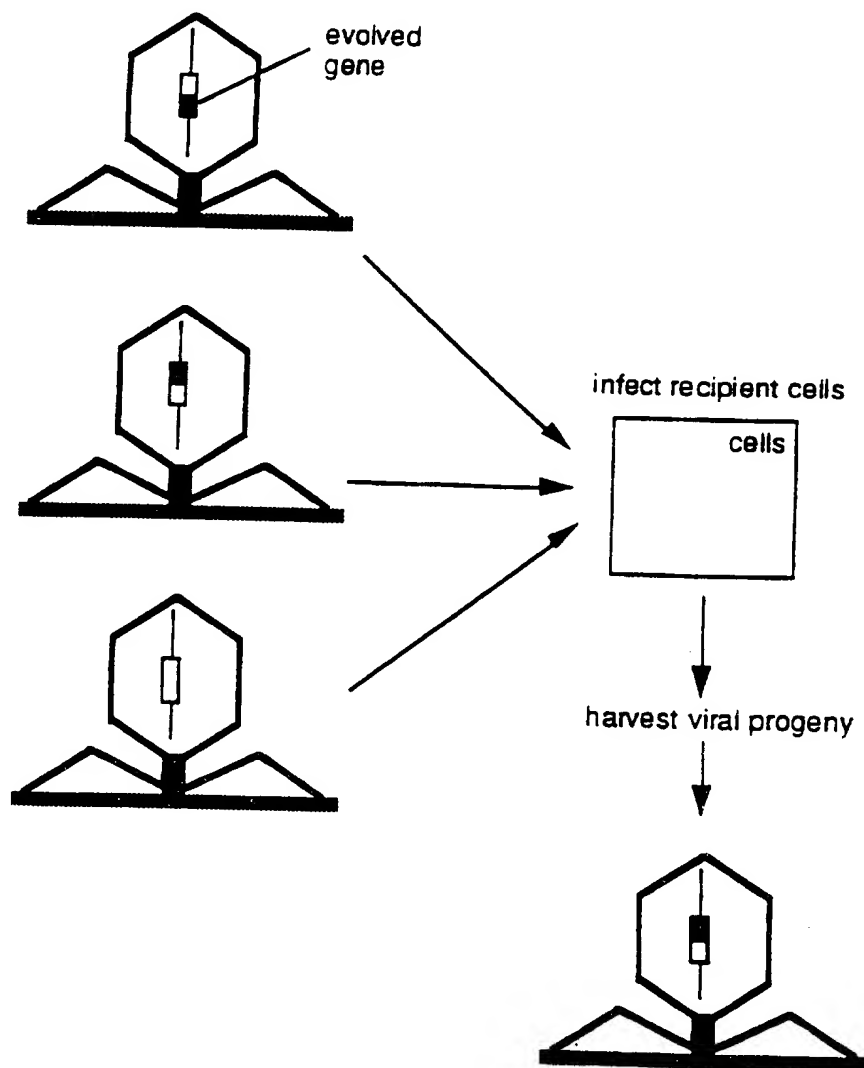 evolved
gene
infect recipient cells
cells
harvest viral progeny